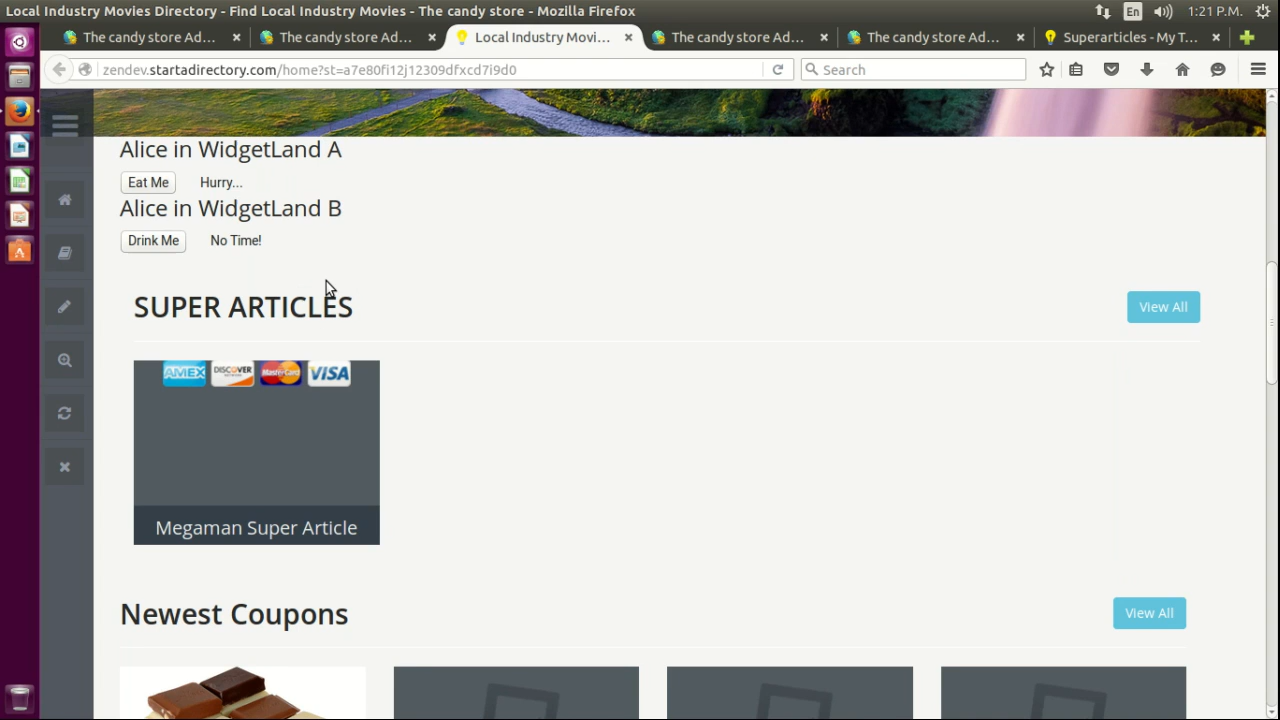 Local Industry Movies Directory - Find Local Industry Movies - The candy store - Mozilla Firefox
En
1:21 P.M.
The candy store Ad...
The candy store Ad...
Local Industry Movi...
The candy store Ad...
The candy store Ad...
Superarticles - My T...
zendev.startadirectory.com/home?st=a7e80fi12j12309dfxcd7i9d0
Search
Alice in WidgetLand A
Eat Me
Hurry...
Alice in WidgetLand B
Drink Me
No Time!
SUPER ARTICLES
View All
AMEX
DISCOVER
MasterCard
VISA
Megaman Super Article
Newest Coupons
View All